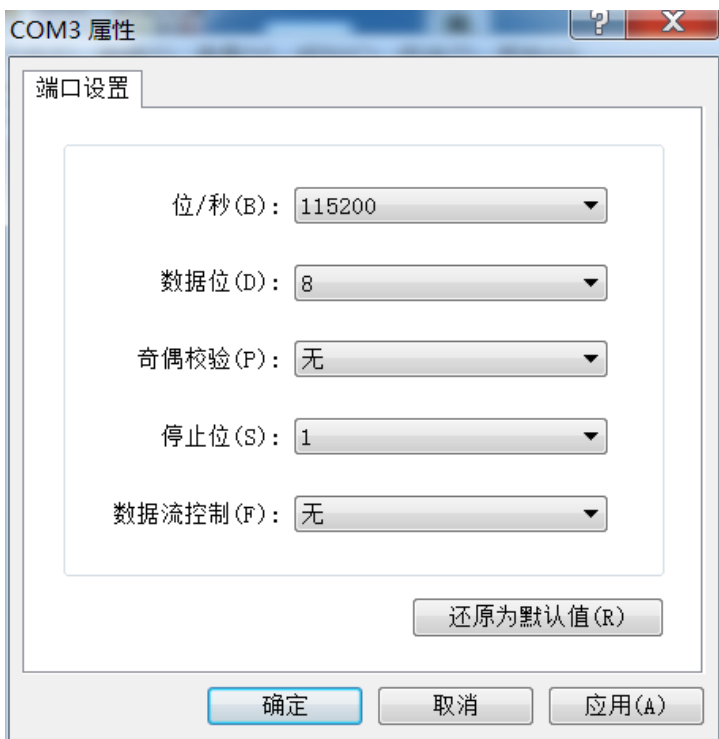 COM3 属性
? X
端口设置
位/秒(B): 115200
数据位(D): 8
奇偶校验(P): 无
停止位(S): 1
数据流控制(F): 无
还原为默认值(R)
确定 取消 应用(A)